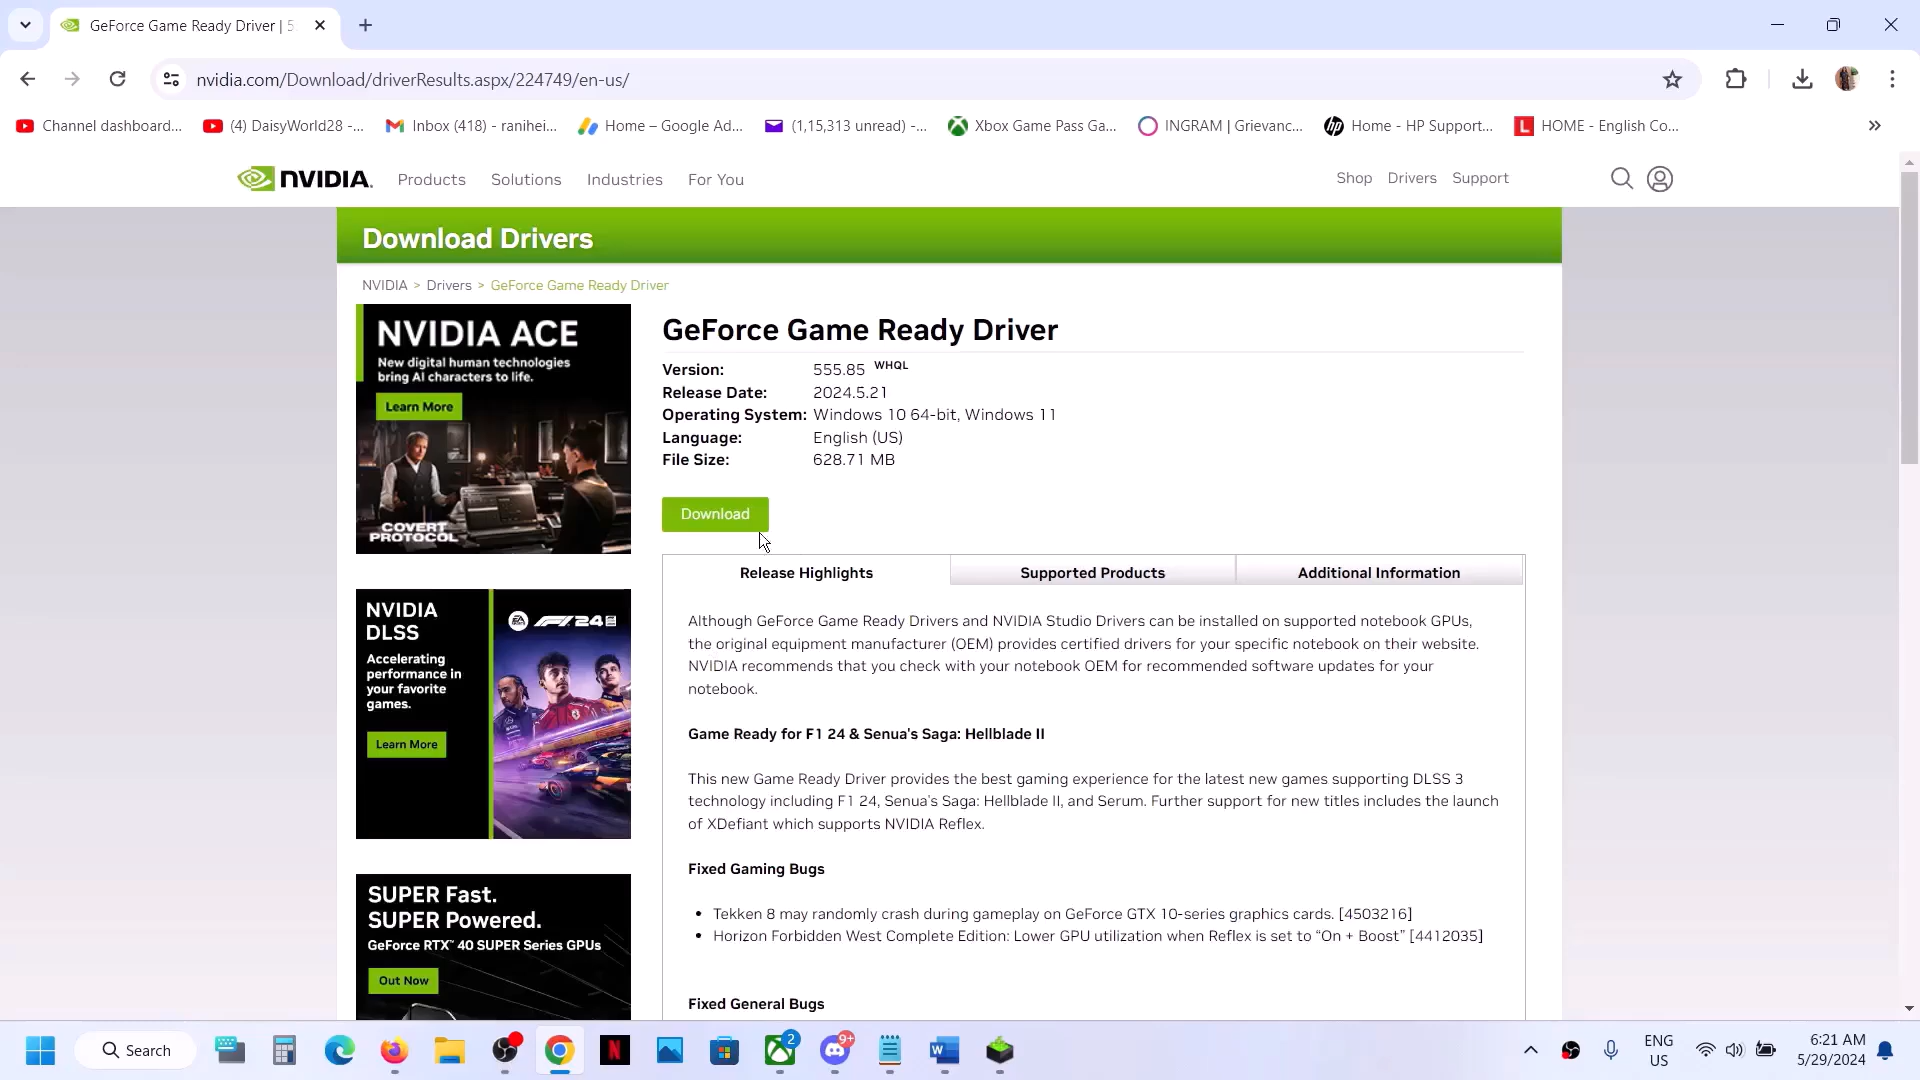 GeForce Game Ready Driver | 5
nvidia.com/Download/driverResults.aspx/224749/en-us/
Channel dashboard...
(4) DaisyWorld28 -...
Inbox (418) - ranihei...
Home – Google Ad...
(1,15,313 unread) -...
Xbox Game Pass Ga...
INGRAM | Grievanc...
Home - HP Support...
HOME - English Co...
NVIDIA.
Products
Solutions
Industries
For You
Shop
Drivers
Support
Download Drivers
NVIDIA > Drivers > GeForce Game Ready Driver
NVIDIA ACE
New digital human technologies
bring AI characters to life.
Learn More
COVERT
PROTOCOL
NVIDIA
DLSS
Accelerating
performance in
your favorite
games.
Learn More
F1 24
SUPER Fast.
SUPER Powered.
GeForce RTX™ 40 SUPER Series GPUs
Out Now
GeForce Game Ready Driver
Version: 555.85 WHQL
Release Date: 2024.5.21
Operating System: Windows 10 64-bit, Windows 11
Language: English (US)
File Size: 628.71 MB
Download
Release Highlights
Supported Products
Additional Information
Although GeForce Game Ready Drivers and NVIDIA Studio Drivers can be installed on supported notebook GPUs,
the original equipment manufacturer (OEM) provides certified drivers for your specific notebook on their website.
NVIDIA recommends that you check with your notebook OEM for recommended software updates for your
notebook.
Game Ready for F1 24 & Senua's Saga: Hellblade II
This new Game Ready Driver provides the best gaming experience for the latest new games supporting DLSS 3
technology including F1 24, Senua's Saga: Hellblade II, and Serum. Further support for new titles includes the launch
of XDefiant which supports NVIDIA Reflex.
Fixed Gaming Bugs
• Tekken 8 may randomly crash during gameplay on GeForce GTX 10-series graphics cards. [4503216]
• Horizon Forbidden West Complete Edition: Lower GPU utilization when Reflex is set to “On + Boost” [4412035]
Fixed General Bugs
Search
2
9+
ENG
US
6:21 AM
5/29/2024